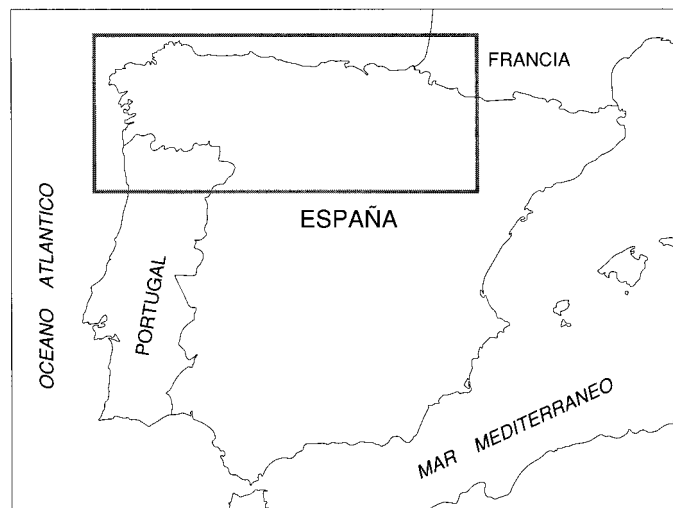 FRANCIA
ESPAÑA
OCEANO ATLANTICO
PORTUGAL
MAR MEDITERRANEO